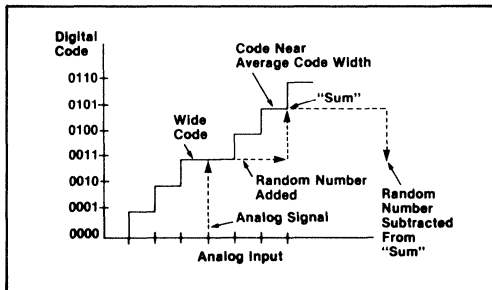 Digital
Code
0110
0101
0100
0011
0010
0001
0000
Code Near
Average Code Width
"Sum"
Wide
Code
Random Number
Added
Analog Signal
Random
Number
Subtracted
From
"Sum"
Analog Input